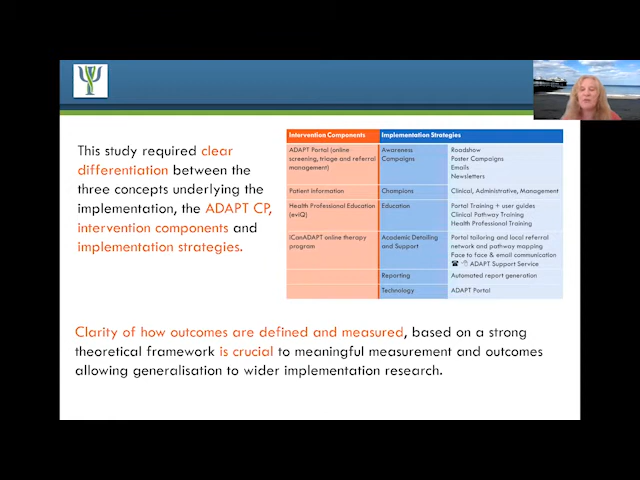 This study required clear
differentiation between the
three concepts underlying the
implementation, the ADAPT CP,
intervention components and
implementation strategies.
Intervention Components Implementation Strategies
ADAPT Portal (online
screening, triage and referral
management)
Awareness
Campaigns
Roadshow
Poster Campaigns
Emails
Newsletters
Patient information
Champions
Clinical, Administrative, Management
Health Professional Education
(eviQ)
Education
Portal Training + user guides
Clinical Pathway Training
Health Professional Training
iCanADAPT online therapy
program
Academic Detailing
and Support
Portal tailoring and local referral
network and pathway mapping
Face to face & email communication
☎ 🖱 ADAPT Support Service
Reporting
Automated report generation
Technology
ADAPT Portal
Clarity of how outcomes are defined and measured, based on a strong
theoretical framework is crucial to meaningful measurement and outcomes
allowing generalisation to wider implementation research.